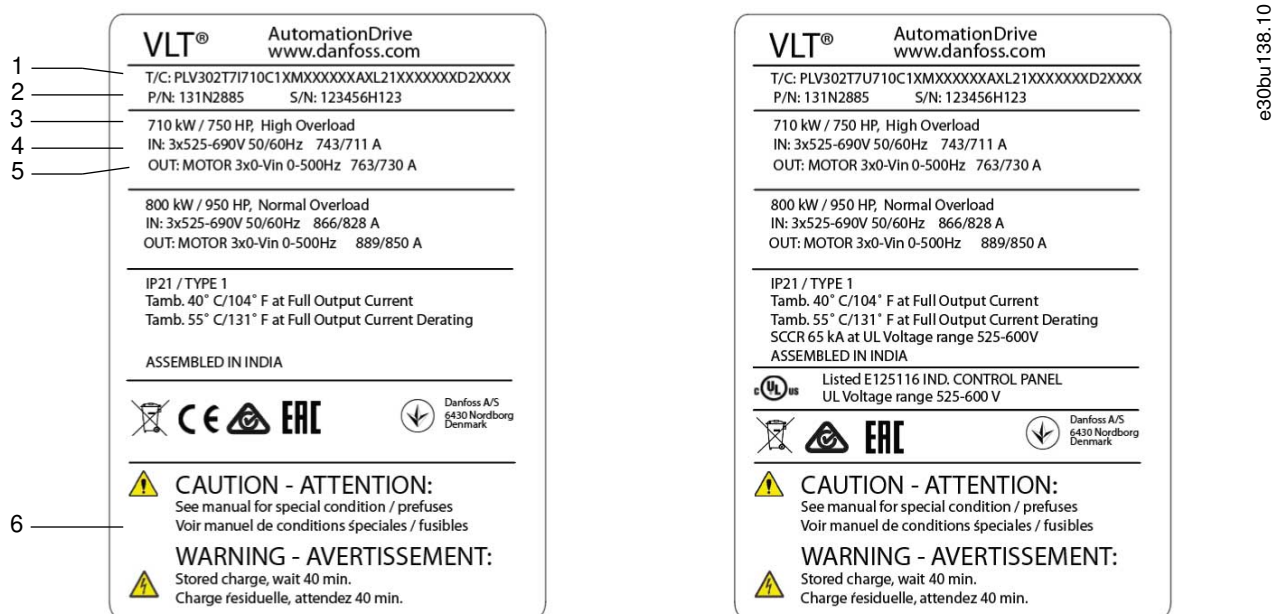 VLT® AutomationDrive
www.danfoss.com
1
T/C: PLV302T7I710C1XMXXXXXXAXL21XXXXXXXD2XXXX
2
P/N: 131N2885 S/N: 123456H123
3
710 kW / 750 HP, High Overload
4
IN: 3x525-690V 50/60Hz 743/711 A
5
OUT: MOTOR 3x0-Vin 0-500Hz 763/730 A
800 kW / 950 HP, Normal Overload
IN: 3x525-690V 50/60Hz 866/828 A
OUT: MOTOR 3x0-Vin 0-500Hz 889/850 A
IP21 / TYPE 1
Tamb. 40˚ C/104˚ F at Full Output Current
Tamb. 55˚ C/131˚ F at Full Output Current Derating
ASSEMBLED IN INDIA
CE
EAC
Danfoss A/S
6430 Nordborg
Denmark
CAUTION - ATTENTION:
See manual for special condition / prefuses
6
Voir manuel de conditions śpeciales / fusibles
WARNING - AVERTISSEMENT:
Stored charge, wait 40 min.
Charge ŕesiduelle, attendez 40 min.
VLT® AutomationDrive
www.danfoss.com
T/C: PLV302T7U710C1XMXXXXXXAXL21XXXXXXXD2XXXX
P/N: 131N2885 S/N: 123456H123
710 kW / 750 HP, High Overload
IN: 3x525-690V 50/60Hz 743/711 A
OUT: MOTOR 3x0-Vin 0-500Hz 763/730 A
800 kW / 950 HP, Normal Overload
IN: 3x525-690V 50/60Hz 866/828 A
OUT: MOTOR 3x0-Vin 0-500Hz 889/850 A
IP21 / TYPE 1
Tamb. 40˚ C/104˚ F at Full Output Current
Tamb. 55˚ C/131˚ F at Full Output Current Derating
SCCR 65 kA at UL Voltage range 525-600V
ASSEMBLED IN INDIA
c UL us Listed E125116 IND. CONTROL PANEL
UL Voltage range 525-600 V
EAC
Danfoss A/S
6430 Nordborg
Denmark
CAUTION - ATTENTION:
See manual for special condition / prefuses
Voir manuel de conditions śpeciales / fusibles
WARNING - AVERTISSEMENT:
Stored charge, wait 40 min.
Charge ŕesiduelle, attendez 40 min.
e30bu138.10